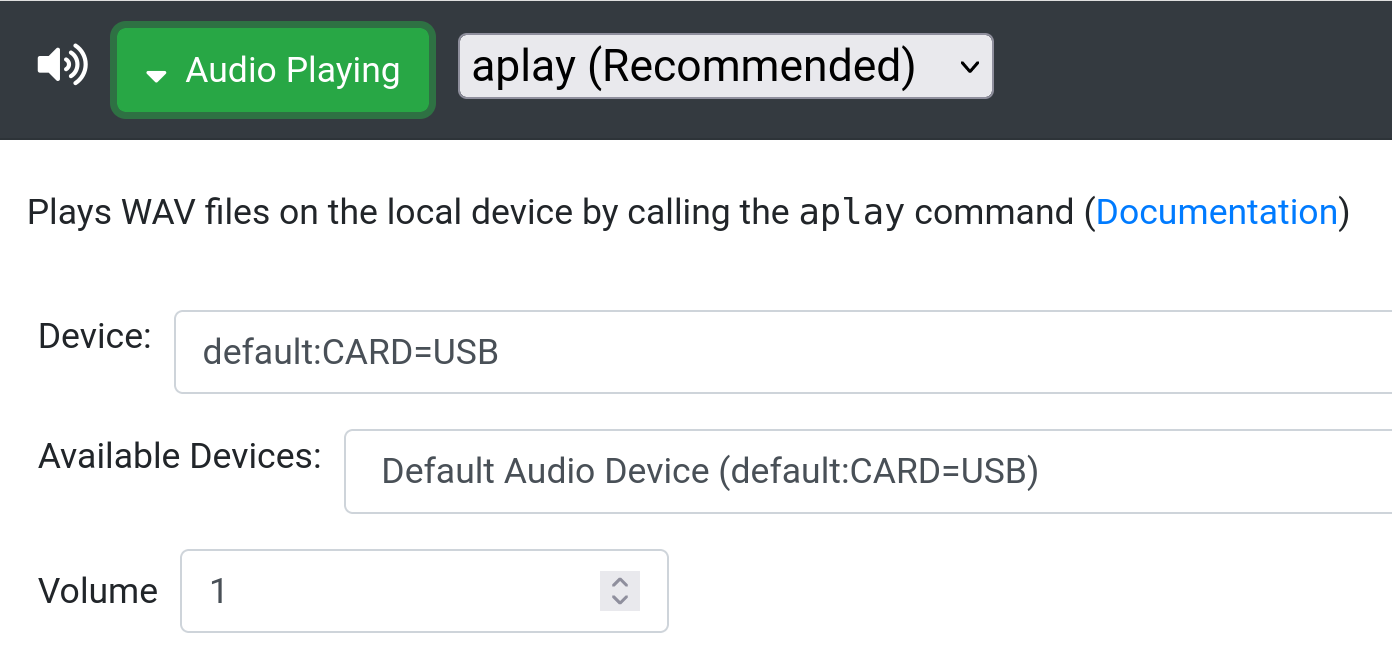 Audio Playing aplay (Recommended)
Plays WAV files on the local device by calling the aplay command (Documentation)
Device: default:CARD=USB
Available Devices: Default Audio Device (default:CARD=USB)
Volume 1